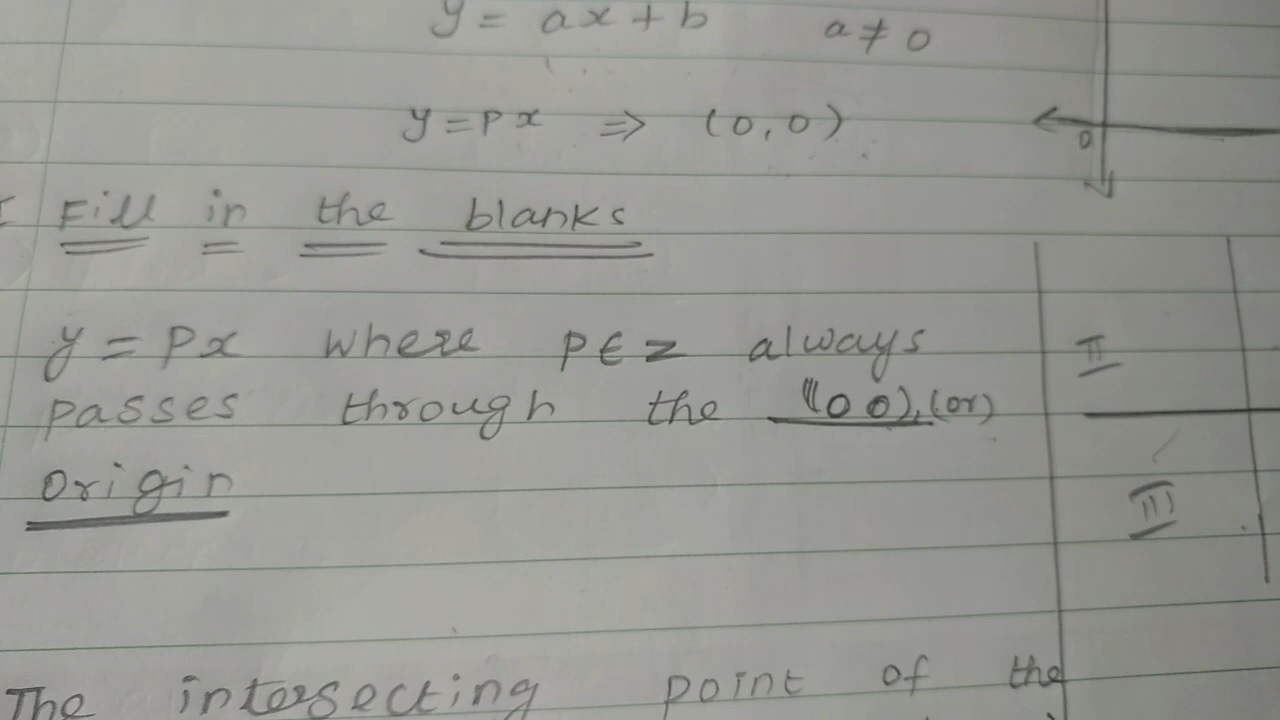 y = ax + b a ≠ 0
y = px ⇒ (0,0)
0
I Fill in the blanks
y = px where p ∈ z always
II
passes through the (0 0), (or)
origin
III
The intersecting point of the